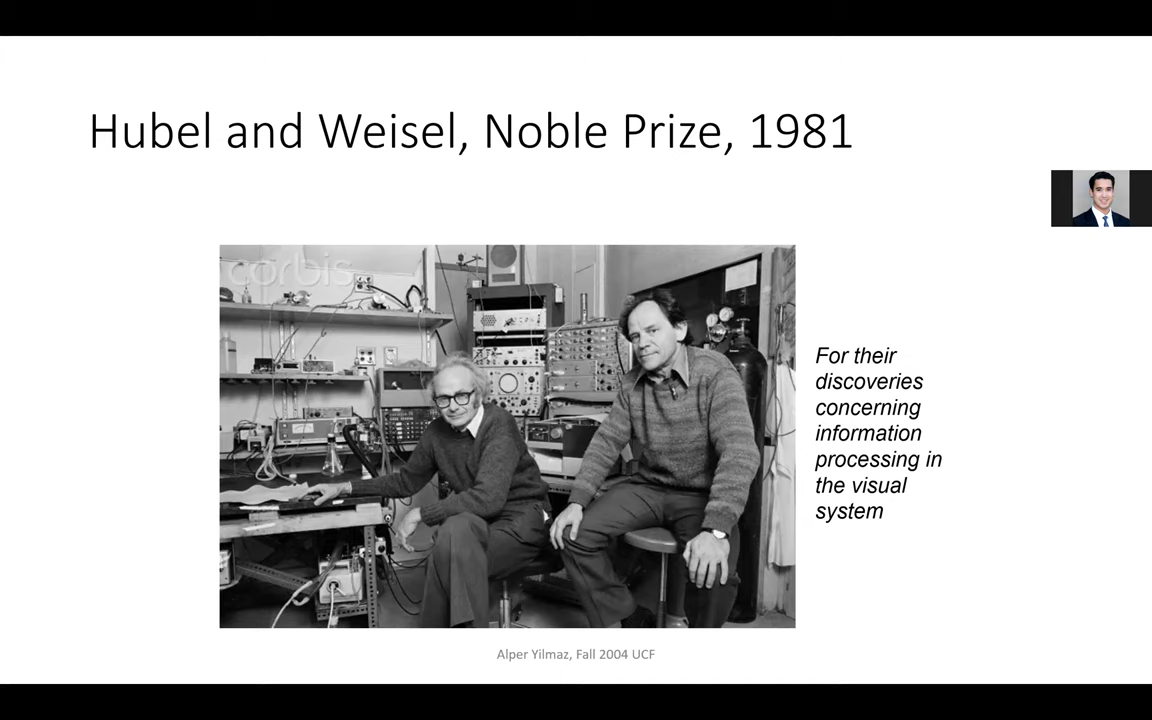 Hubel and Weisel, Noble Prize, 1981
corbis
For their
discoveries
concerning
information
processing in
the visual
system
Alper Yilmaz, Fall 2004 UCF